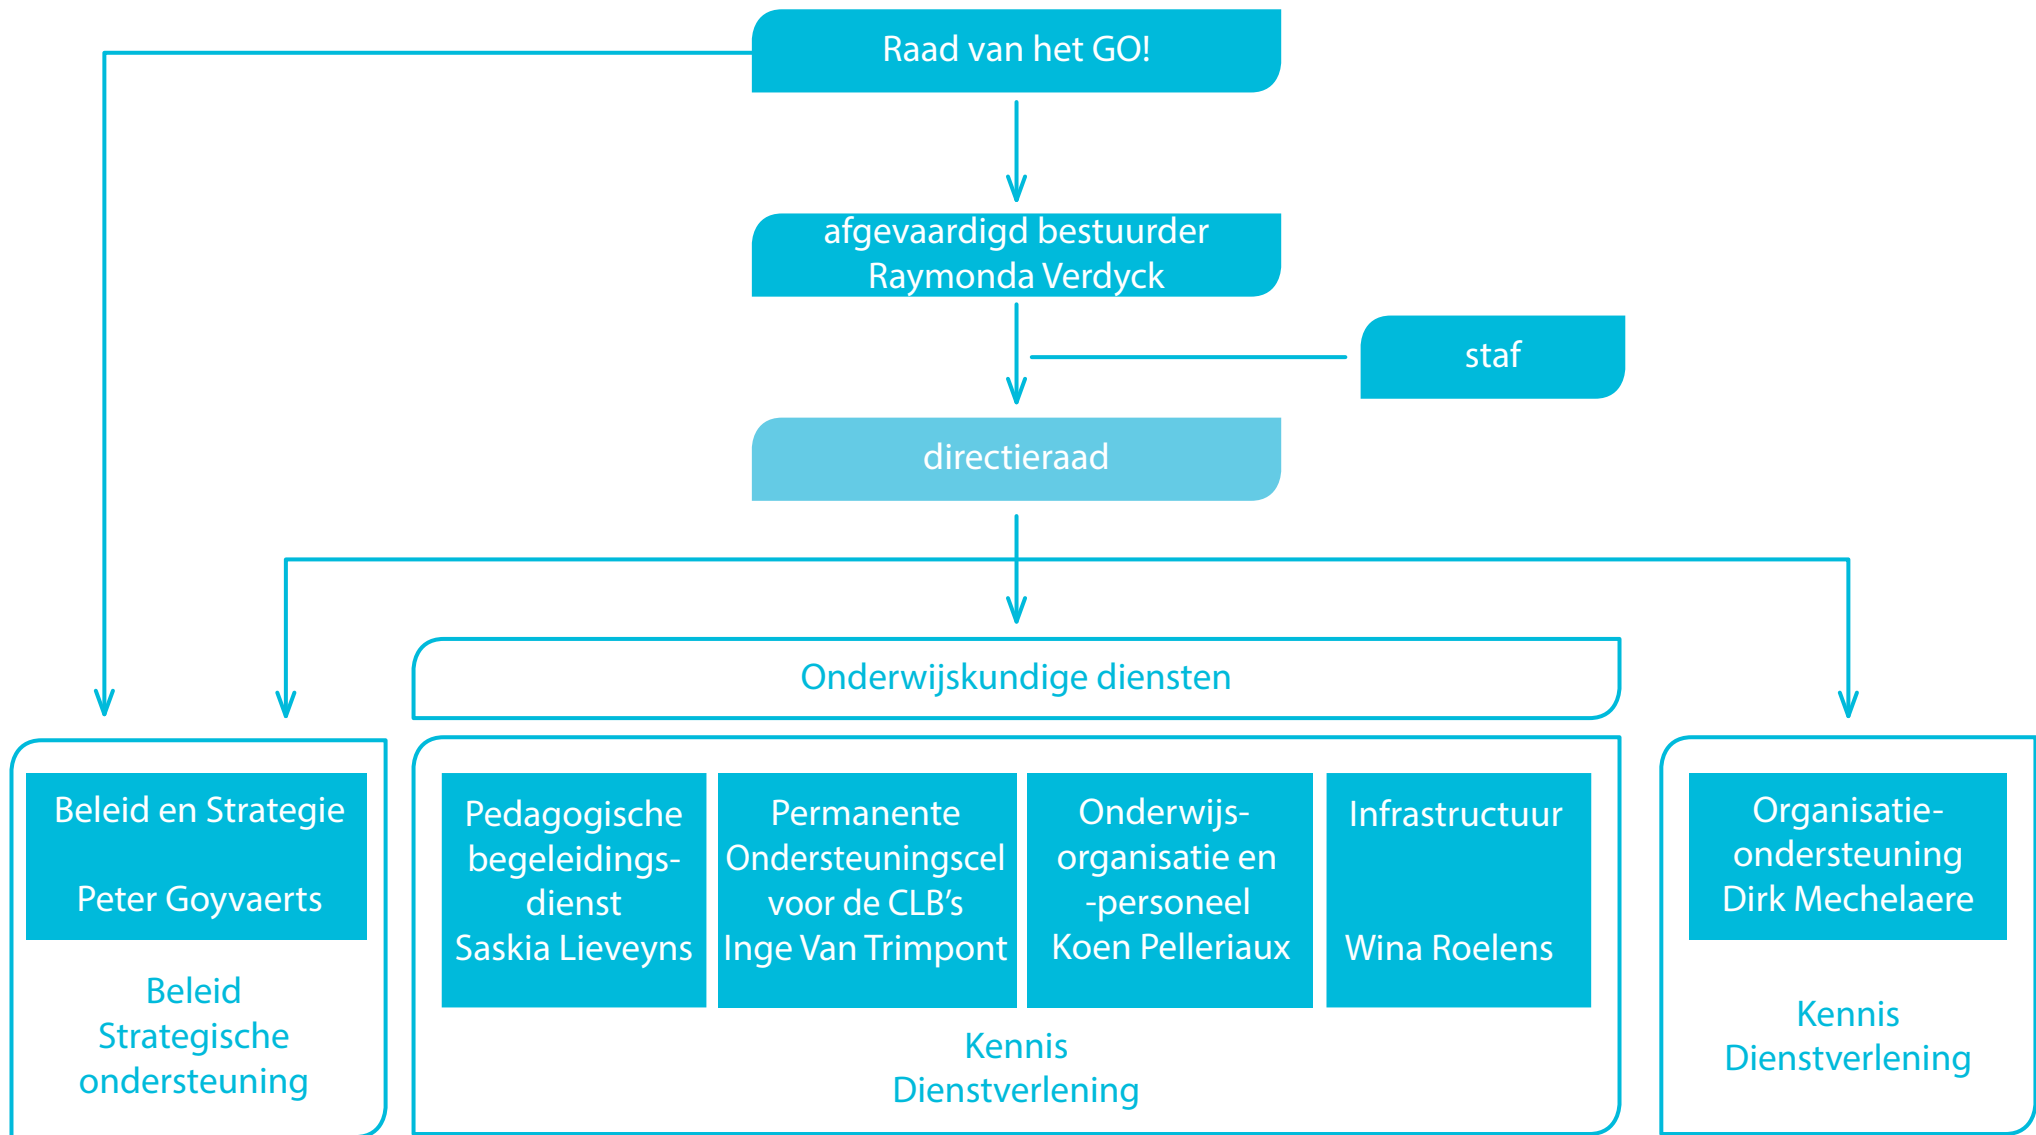 Raad van het GO!
afgevaardigd bestuurder
Raymonda Verdyck
staf
directieraad
Onderwijskundige diensten
Beleid en Strategie
Peter Goyvaerts
Beleid
Strategische
ondersteuning
Pedagogische
begeleidings-
dienst
Saskia Lieveyns
Permanente
Ondersteuningscel
voor de CLB's
Inge Van Trimpont
Onderwijs-
organisatie en
-personeel
Koen Pelleriaux
Infrastructuur
Wina Roelens
Kennis
Dienstverlening
Organisatie-
ondersteuning
Dirk Mechelaere
Kennis
Dienstverlening